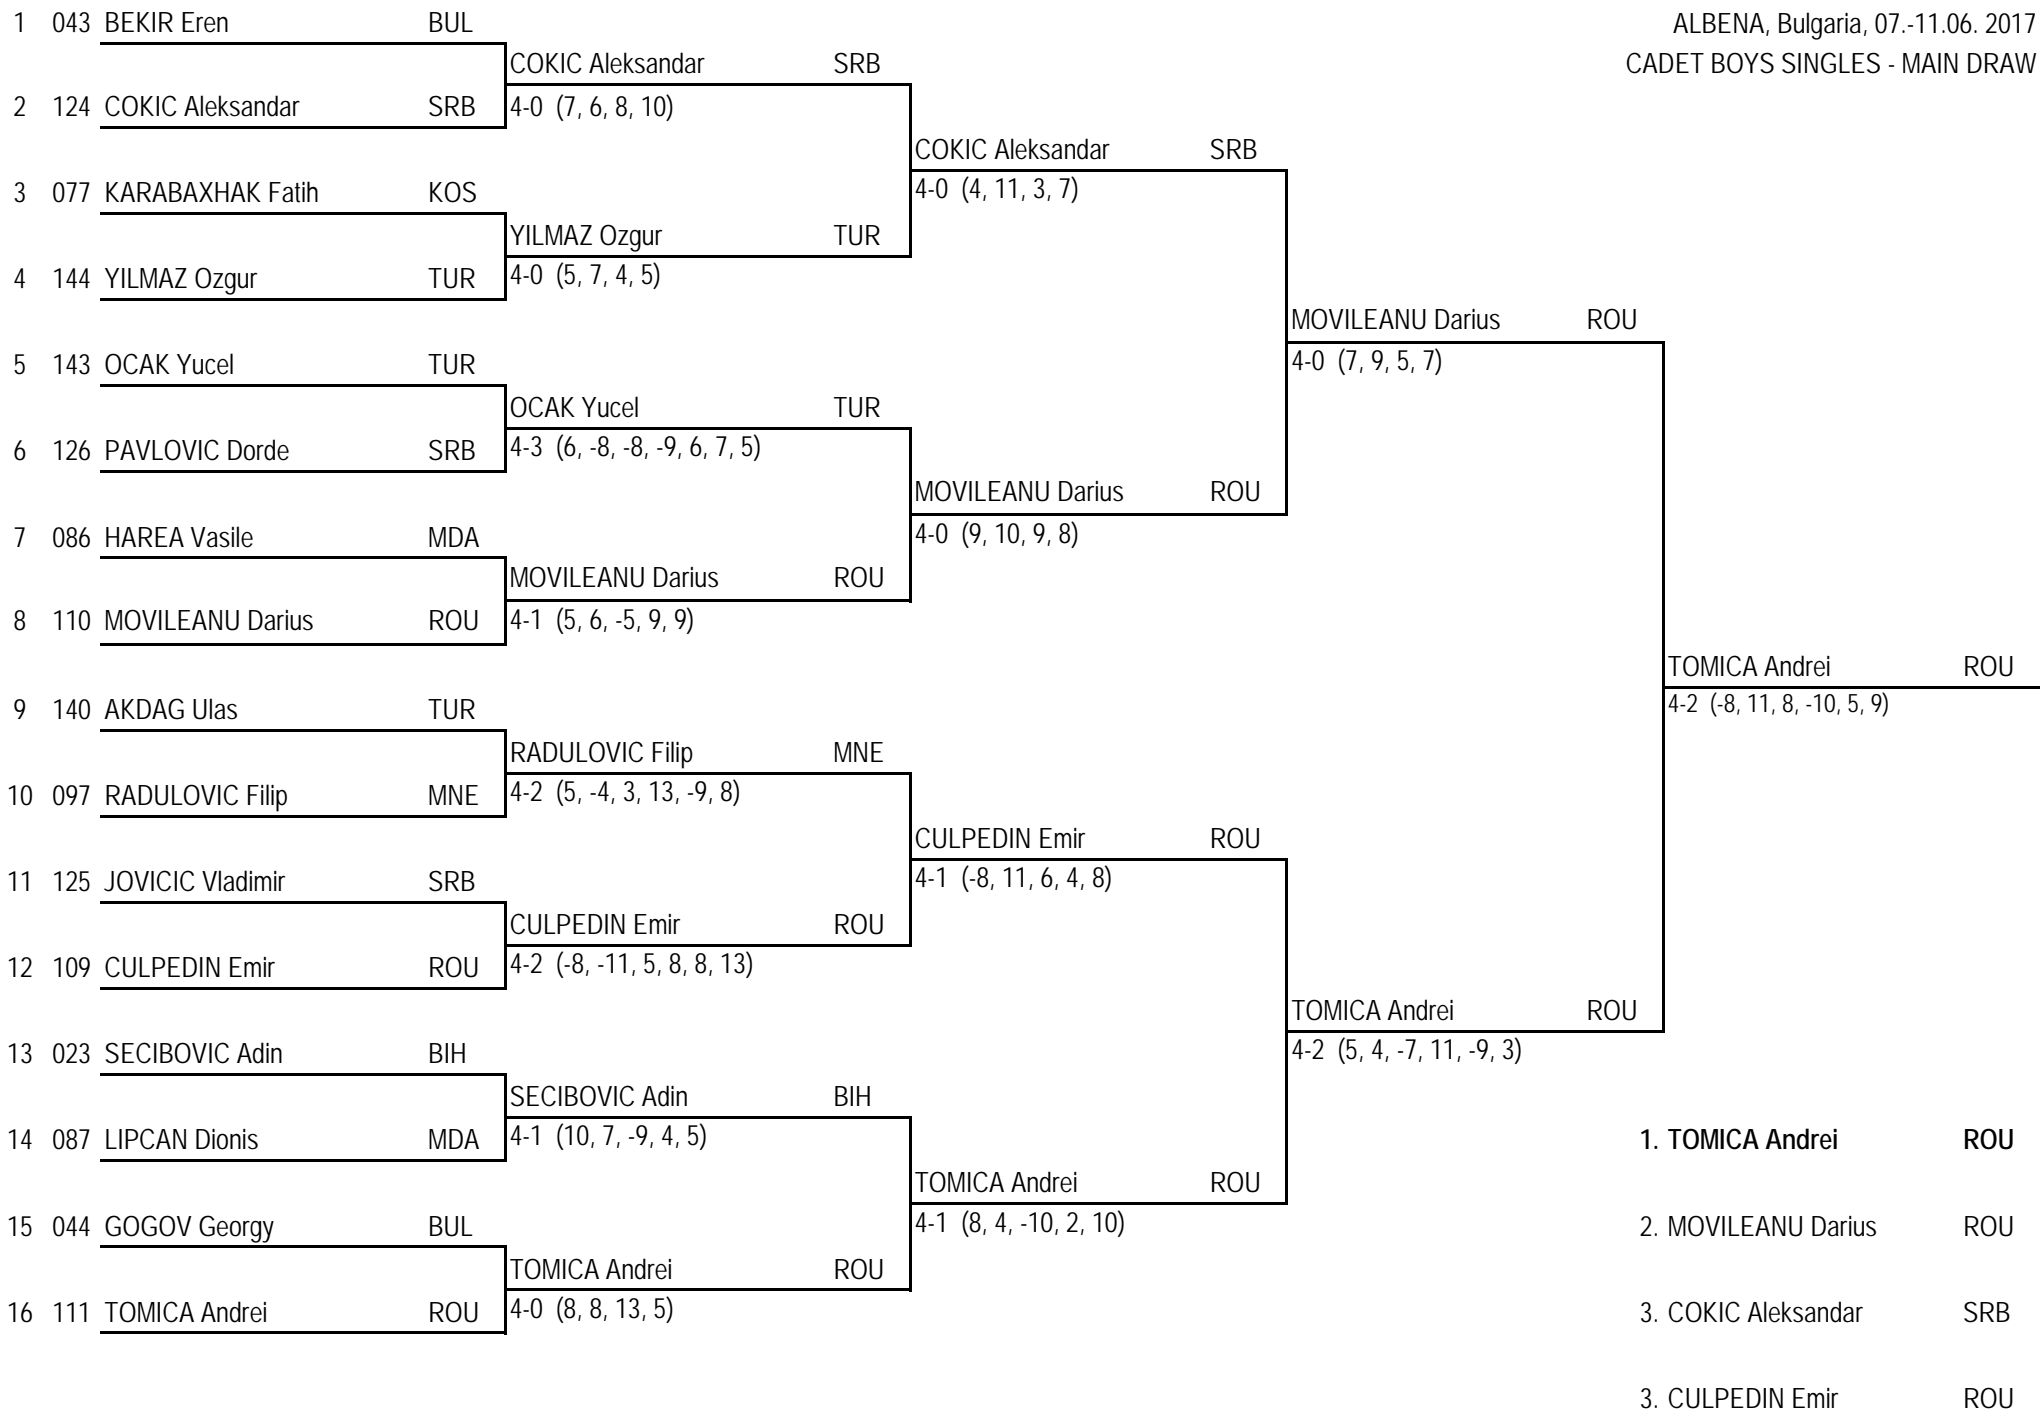 ALBENA, Bulgaria, 07.-11.06. 2017
CADET BOYS SINGLES - MAIN DRAW
1 043 BEKIR Eren BUL
2 124 COKIC Aleksandar SRB
3 077 KARABAXHAK Fatih KOS
4 144 YILMAZ Ozgur TUR
5 143 OCAK Yucel TUR
6 126 PAVLOVIC Dorde SRB
7 086 HAREA Vasile MDA
8 110 MOVILEANU Darius ROU
9 140 AKDAG Ulas TUR
10 097 RADULOVIC Filip MNE
11 125 JOVICIC Vladimir SRB
12 109 CULPEDIN Emir ROU
13 023 SECIBOVIC Adin BIH
14 087 LIPCAN Dionis MDA
15 044 GOGOV Georgy BUL
16 111 TOMICA Andrei ROU
COKIC Aleksandar SRB
4-0 (7, 6, 8, 10)
YILMAZ Ozgur TUR
4-0 (5, 7, 4, 5)
OCAK Yucel TUR
4-3 (6, -8, -8, -9, 6, 7, 5)
MOVILEANU Darius ROU
4-1 (5, 6, -5, 9, 9)
RADULOVIC Filip MNE
4-2 (5, -4, 3, 13, -9, 8)
CULPEDIN Emir ROU
4-2 (-8, -11, 5, 8, 8, 13)
SECIBOVIC Adin BIH
4-1 (10, 7, -9, 4, 5)
TOMICA Andrei ROU
4-0 (8, 8, 13, 5)
COKIC Aleksandar SRB
4-0 (4, 11, 3, 7)
MOVILEANU Darius ROU
4-0 (9, 10, 9, 8)
CULPEDIN Emir ROU
4-1 (-8, 11, 6, 4, 8)
TOMICA Andrei ROU
4-1 (8, 4, -10, 2, 10)
MOVILEANU Darius ROU
4-0 (7, 9, 5, 7)
TOMICA Andrei ROU
4-2 (5, 4, -7, 11, -9, 3)
TOMICA Andrei ROU
4-2 (-8, 11, 8, -10, 5, 9)
1. TOMICA Andrei ROU
2. MOVILEANU Darius ROU
3. COKIC Aleksandar SRB
3. CULPEDIN Emir ROU